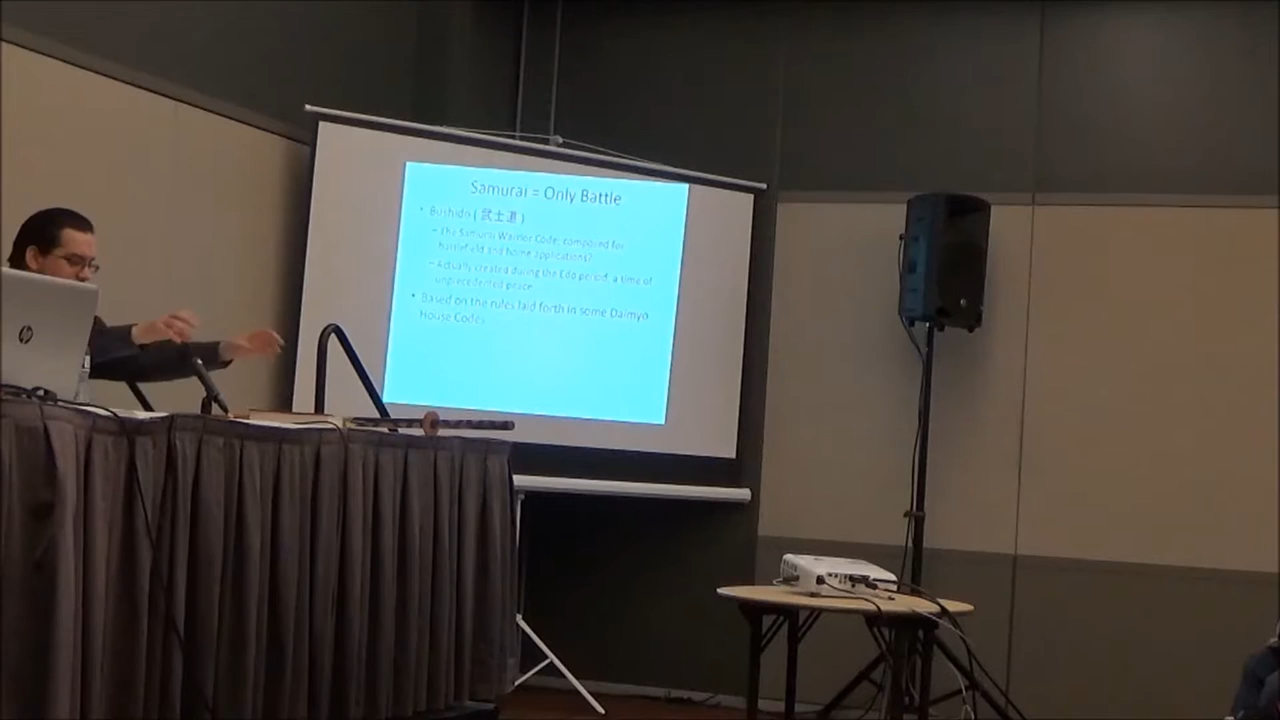 Samurai = Only Battle
• Bushido ( 武士道 )
– The Samurai Warrior Code, composed for
battlefield and home applications?
– Actually created during the Edo period, a time of
unprecedented peace
• Based on the rules laid forth in some Daimyo
House Codes
hp